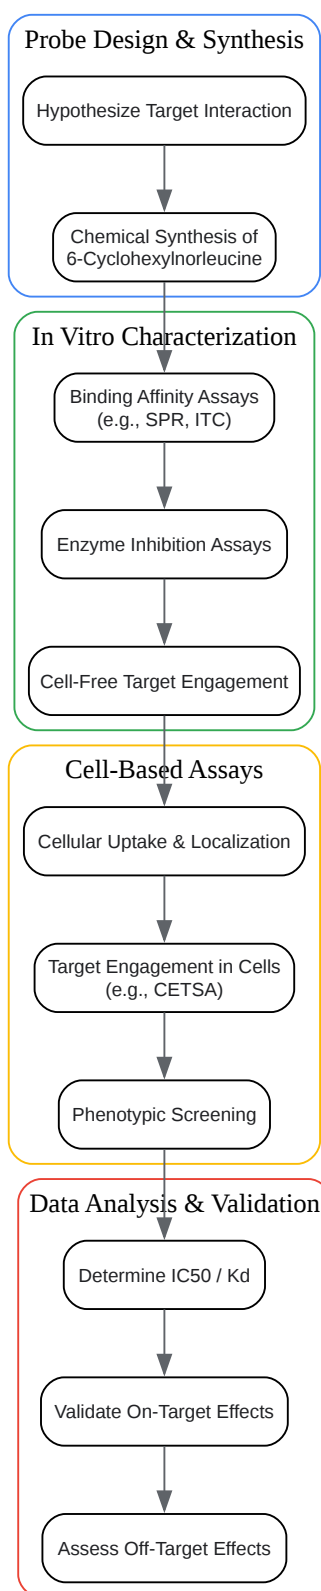 Probe Design & Synthesis
Hypothesize Target Interaction
Chemical Synthesis of
6-Cyclohexylnorleucine
In Vitro Characterization
Binding Affinity Assays
(e.g., SPR, ITC)
Enzyme Inhibition Assays
Cell-Free Target Engagement
Cell-Based Assays
Cellular Uptake & Localization
Target Engagement in Cells
(e.g., CETSA)
Phenotypic Screening
Data Analysis & Validation
Determine IC50 / Kd
Validate On-Target Effects
Assess Off-Target Effects